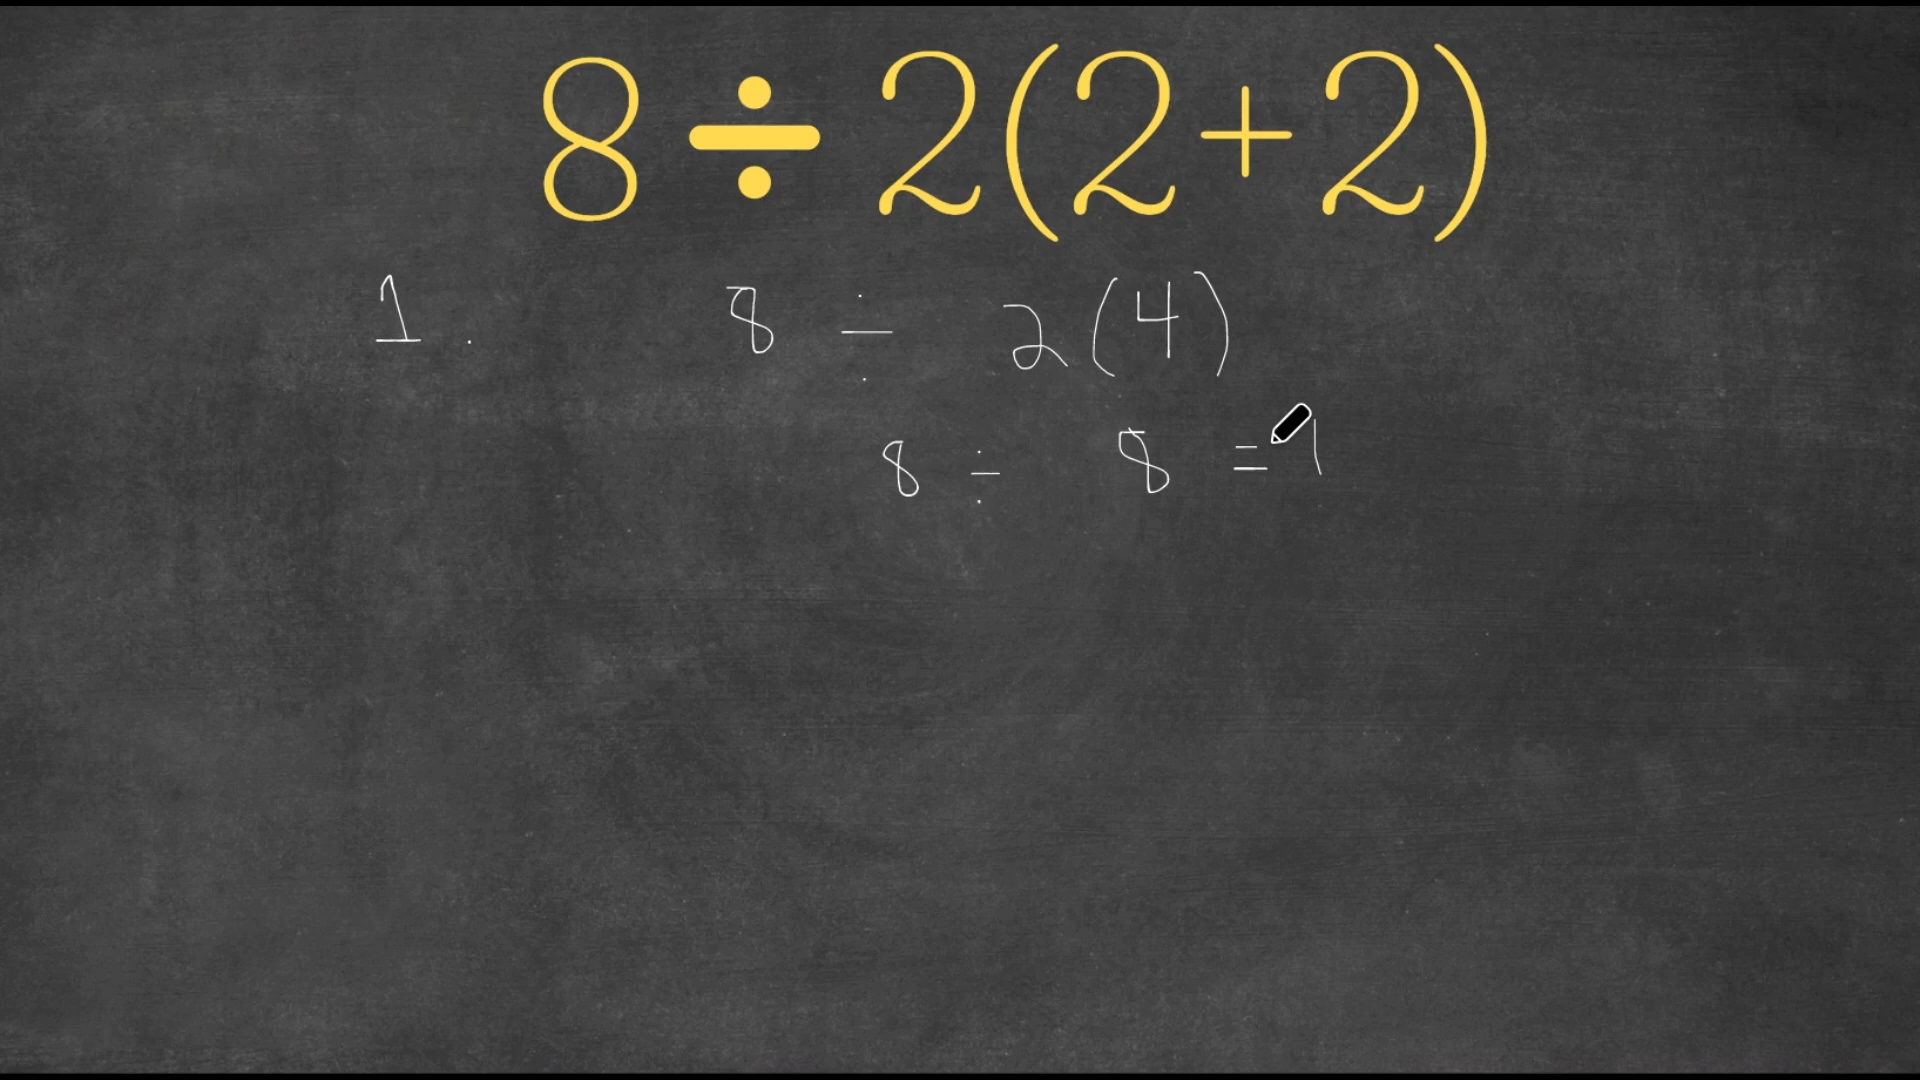 8÷2(2+2)
1. 8 ÷ 2(4)
8 ÷ 8 = 1